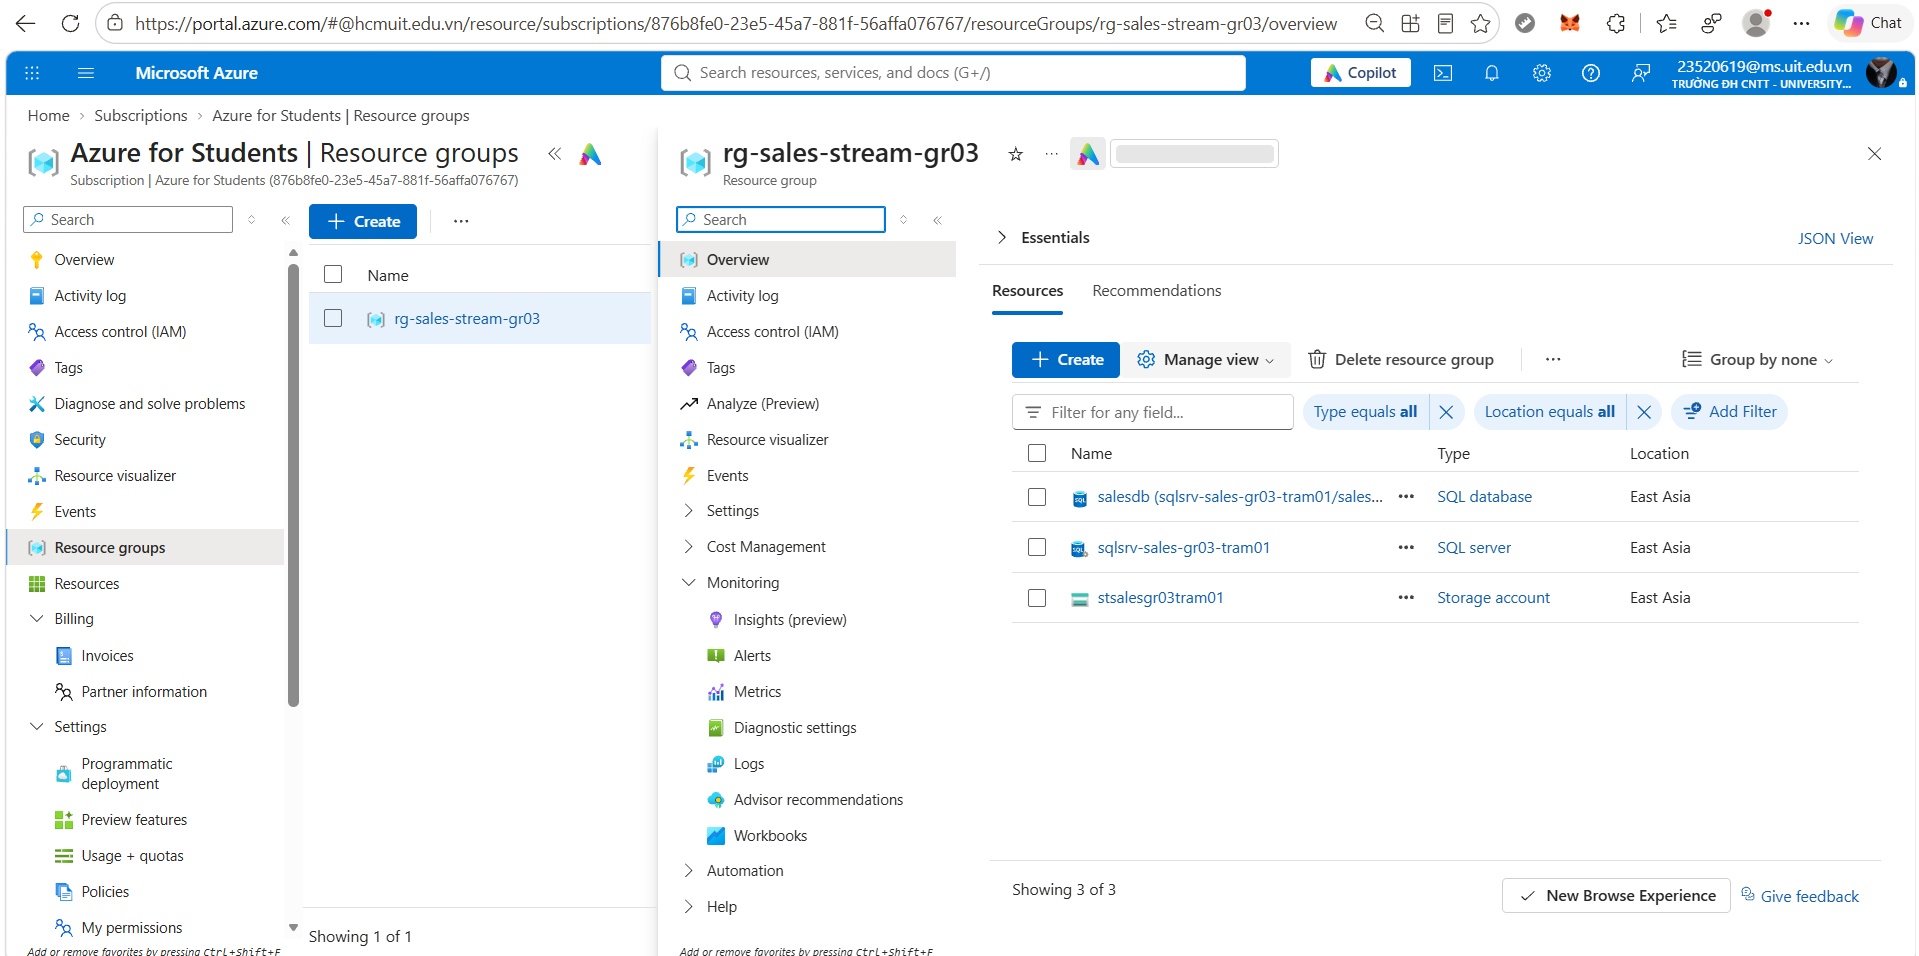 https://portal.azure.com/#@hcmuit.edu.vn/resource/subscriptions/876b8fe0-23e5-45a7-881f-56affa076767/resourceGroups/rg-sales-stream-gr03/overview
Chat
Microsoft Azure
Search resources, services, and docs (G+/)
Copilot
23520619@ms.uit.edu.vn
TRƯỜNG ĐH CNTT - UNIVERSITY...
Home
Subscriptions
Azure for Students | Resource groups
Azure for Students | Resource groups
Subscription | Azure for Students (876b8fe0-23e5-45a7-881f-56affa076767)
Search
Overview
Activity log
Access control (IAM)
Tags
Diagnose and solve problems
Security
Resource visualizer
Events
Resource groups
Resources
Billing
Invoices
Partner information
Settings
Programmatic
deployment
Preview features
Usage + quotas
Policies
My permissions
Add or remove favorites by pressing Ctrl+Shift+F
Create
...
Name
rg-sales-stream-gr03
Showing 1 of 1
rg-sales-stream-gr03
Resource group
Search
Overview
Activity log
Access control (IAM)
Tags
Analyze (Preview)
Resource visualizer
Events
Settings
Cost Management
Monitoring
Insights (preview)
Alerts
Metrics
Diagnostic settings
Logs
Advisor recommendations
Workbooks
Automation
Help
Add or remove favorites by pressing Ctrl+Shift+F
Essentials
JSON View
Resources Recommendations
Create Manage view Delete resource group ... Group by none
Filter for any field... Type equals all Location equals all Add Filter
Name Type Location
salesdb (sqlsrv-sales-gr03-tram01/sales... SQL database East Asia
sqlsrv-sales-gr03-tram01 SQL server East Asia
stsalesgr03tram01 Storage account East Asia
Showing 3 of 3
New Browse Experience
Give feedback